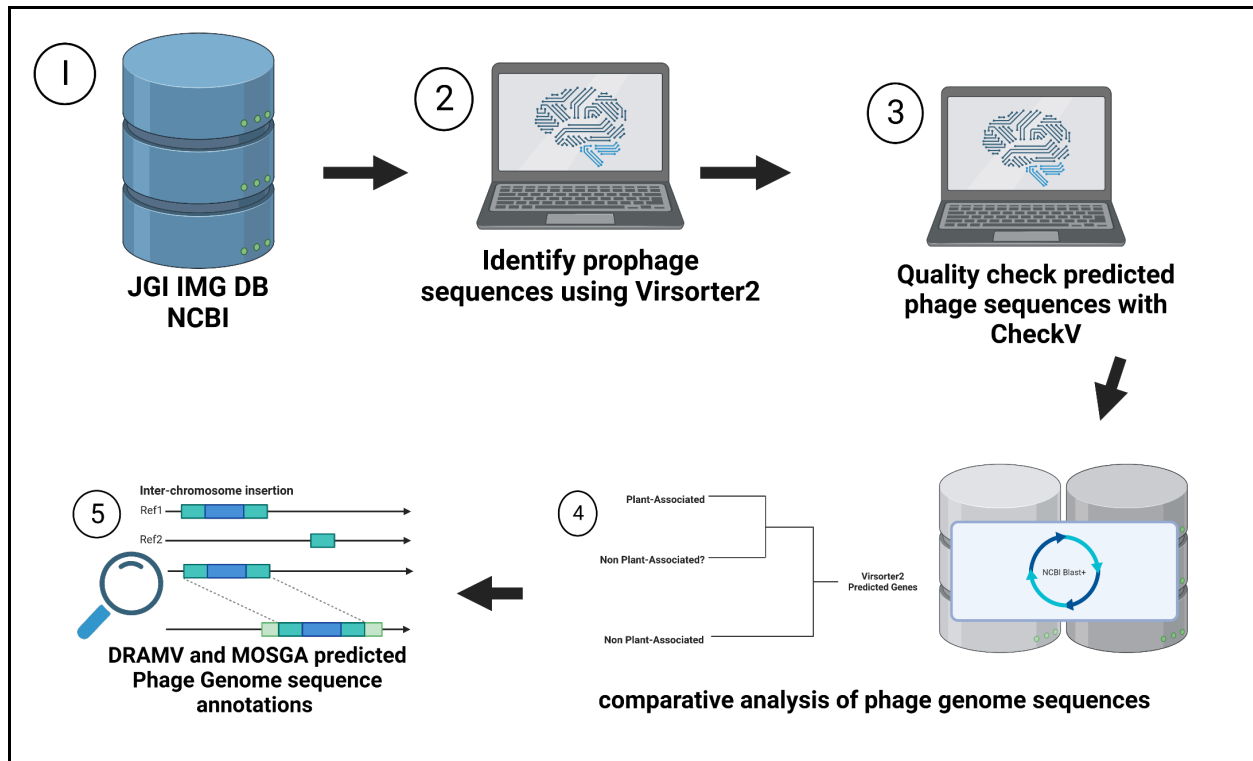 1
JGI IMG DB
NCBI
2
Identify prophage
sequences using Virsorter2
3
Quality check predicted
phage sequences with
CheckV
NCBI Blast+
4
Plant-Associated
Non Plant-Associated?
Virsorter2
Predicted Genes
Non Plant-Associated
comparative analysis of phage genome sequences
5
Inter-chromosome insertion
Ref1
Ref2
DRAMV and MOSGA predicted
Phage Genome sequence
annotations